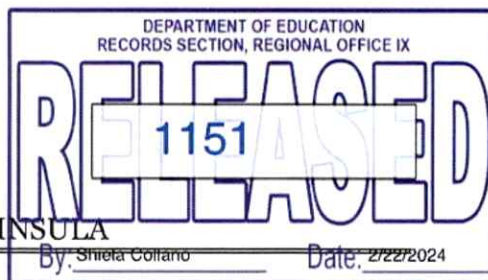 DEPARTMENT OF EDUCATION
RECORDS SECTION, REGIONAL OFFICE IX
RELEASED
1151
INSULA
By: Shiela Collano Date: 2/22/2024